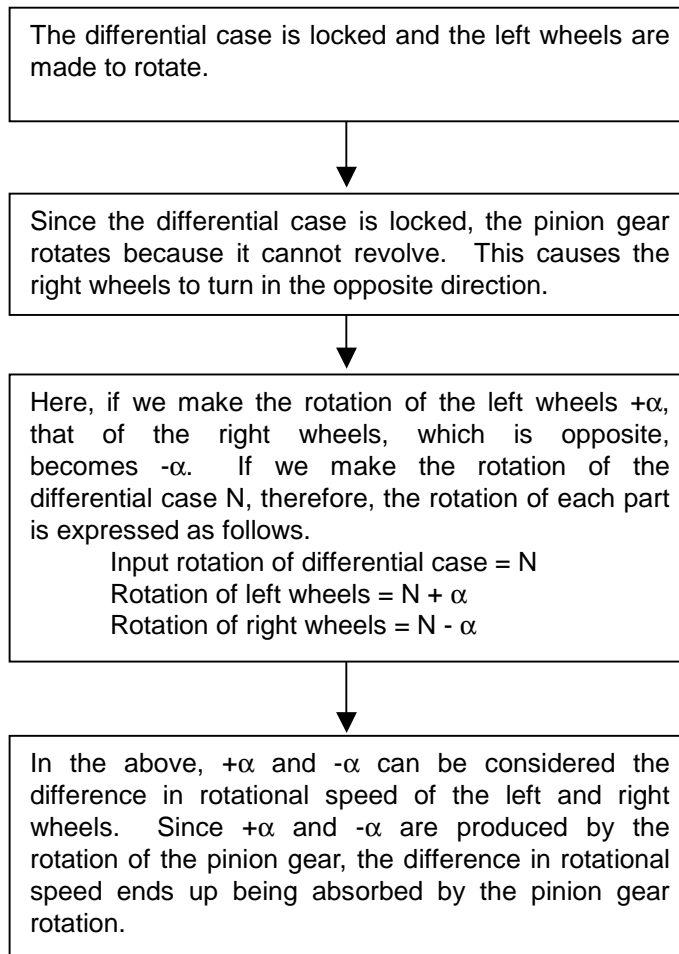 The differential case is locked and the left wheels are
made to rotate.
Since the differential case is locked, the pinion gear
rotates because it cannot revolve. This causes the
right wheels to turn in the opposite direction.
Here, if we make the rotation of the left wheels +α,
that of the right wheels, which is opposite,
becomes -α. If we make the rotation of the
differential case N, therefore, the rotation of each part
is expressed as follows.
Input rotation of differential case = N
Rotation of left wheels = N + α
Rotation of right wheels = N - α
In the above, +α and -α can be considered the
difference in rotational speed of the left and right
wheels. Since +α and -α are produced by the
rotation of the pinion gear, the difference in rotational
speed ends up being absorbed by the pinion gear
rotation.